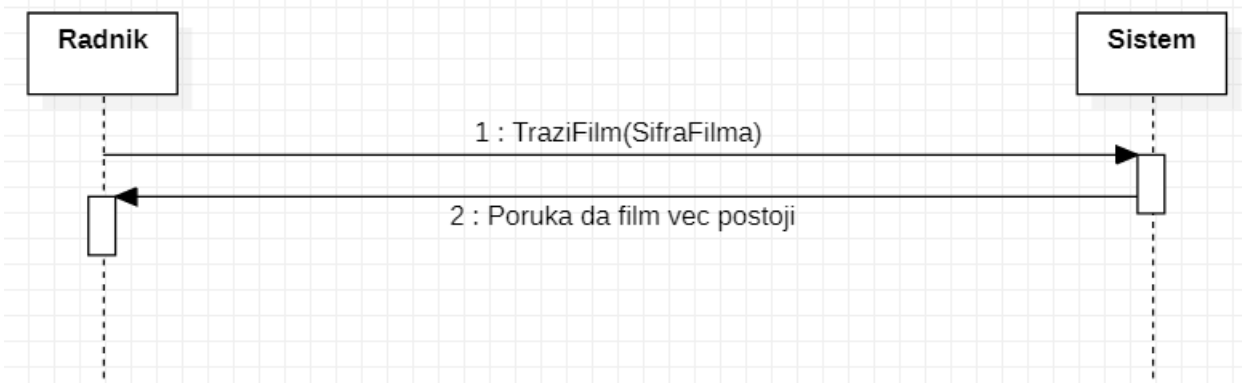 Radnik
Sistem
1 : TraziFilm(SifraFilma)
2 : Poruka da film vec postoji